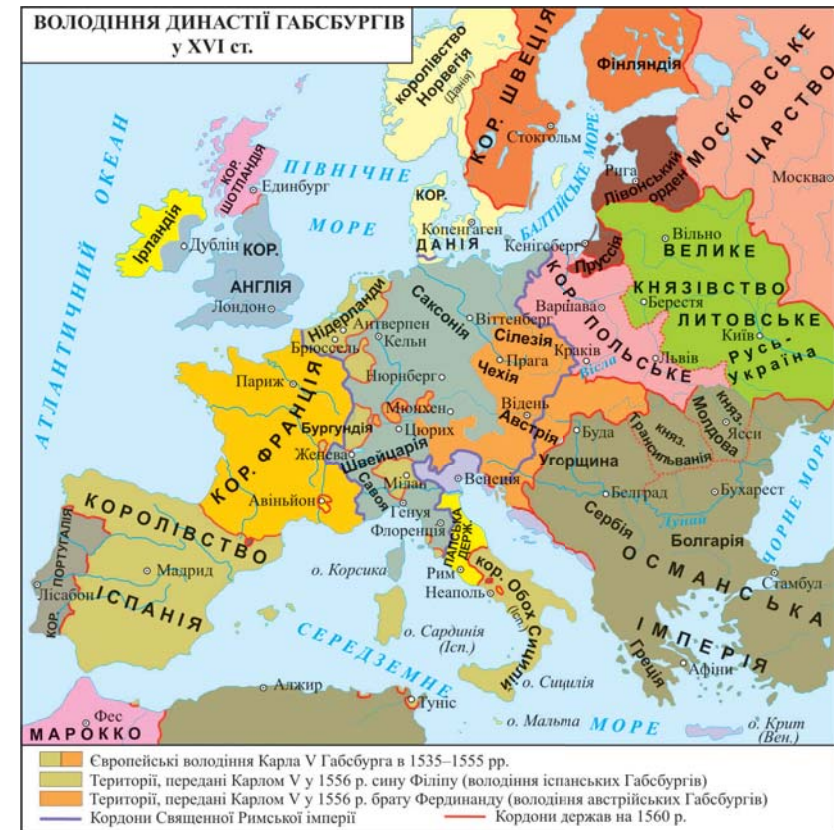 ВОЛОДІННЯ ДИНАСТІЇ ГАБСБУРГІВ
у XVI ст.
АТЛАНТИЧНИЙ ОКЕАН
ПІВНІЧНЕ
МОРЕ
БАЛТІЙСЬКЕ МОРЕ
королівство
Норвегія
(Данія)
КОР. ШВЕЦІЯ
Стокгольм
Фінляндія
МОСКОВСЬКЕ
ЦАРСТВО
Москва
Рига
Лівонський
орден
КОР.
ШОТЛАНДІЯ
Единбург
Ірландія
Дублін
КОР.
АНГЛІЯ
Лондон
КОР.
ДАНІЯ
Копенгаген
Кенігсберг
Пруссія
Вільно
ВЕЛИКЕ
КНЯЗІВСТВО
ЛИТОВСЬКЕ
Берестя
Київ
Русь-
Україна
КОР. ПОЛЬСЬКЕ
Варшава
Краків
Львів
Вісла
Нідерланди
Антверпен
Брюссель
Кельн
Саксонія
Віттенберг
Сілезія
Прага
Чехія
Нюрнберг
Мюнхен
Відень
Австрія
Цюрих
Швейцарія
Женева
Париж
КОР. ФРАНЦІЯ
Бургундія
Авіньйон
Савоя
Мілан
Венеція
Генуя
Флоренція
ПАПСЬКА
ДЕРЖ.
Рим
Неаполь
кор. Обох Сицилій
(Ісп.)
Буда
Угорщина
княз.
Трансильванія
княз.
Молдова
Ясси
Белград
Бухарест
Дунай
Сербія
Болгарія
ЧОРНЕ МОРЕ
Стамбул
ОСМАНСЬКА
ІМПЕРІЯ
Греція
Афіни
КОРОЛІВСТВО
ІСПАНІЯ
Мадрид
КОР. ПОРТУГАЛІЯ
Лісабон
о. Корсика
о. Сардинія
(Ісп.)
СЕРЕДЗЕМНЕ
МОРЕ
о. Сицилія
о. Мальта
о. Крит
(Вен.)
Алжир
Туніс
Фес
МАРОККО
Європейські володіння Карла V Габсбурга в 1535–1555 рр.
Території, передані Карлом V у 1556 р. сину Філіпу (володіння іспанських Габсбургів)
Території, передані Карлом V у 1556 р. брату Фердинанду (володіння австрійських Габсбургів)
Кордони Священної Римської імперії
Кордони держав на 1560 р.